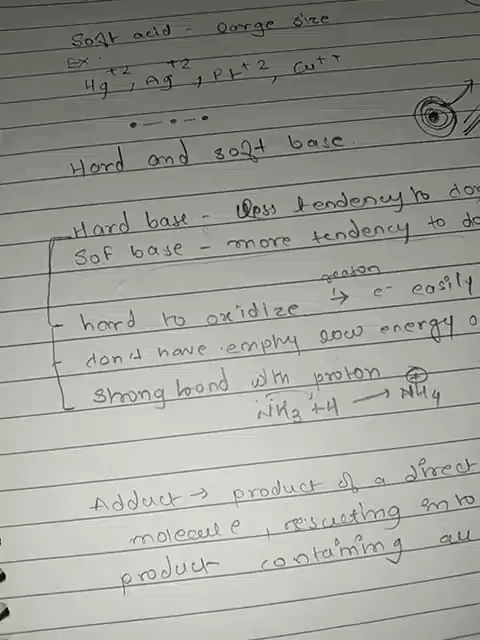 Soft acid - Large size
Ex:
Hg+2, Ag+2, Pt+2, Cu++
Hard and soft base.
Hard base - less tendency to do
Sof base - more tendency to do
reason
hard to oxidize → e- easily
don't have emphy low energy o
strong bond with proton
NH3 + H → NH4 +
Adduct → product of a direct
molecule, resulting into
product containing all